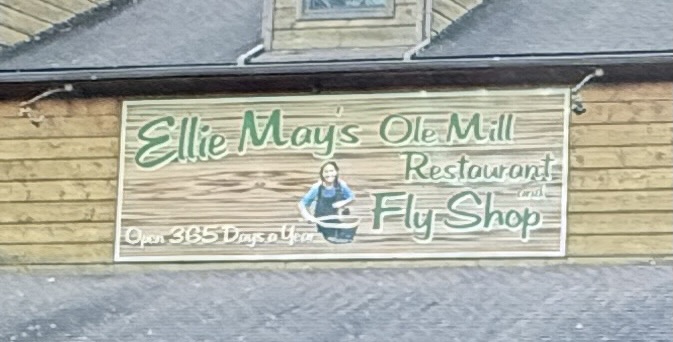 Ellie May's Ole Mill
Restaurant
and
Fly Shop
Open 365 Days a Year